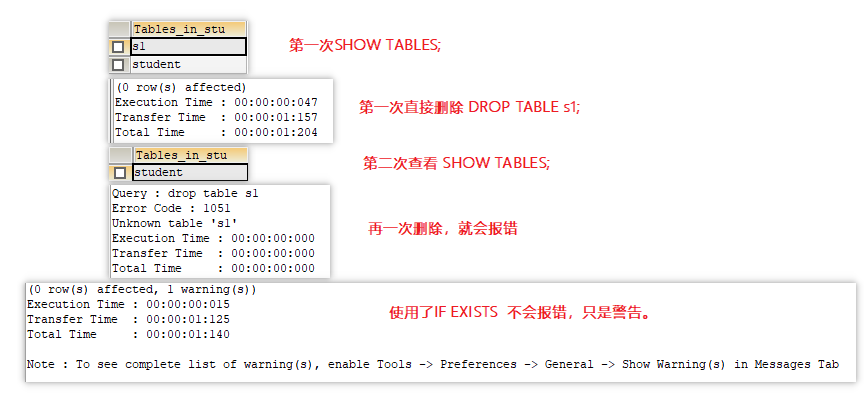 Tables_in_stu
s1
student
第一次SHOW TABLES;
(0 row(s) affected)
Execution Time : 00:00:00:047
Transfer Time  : 00:00:01:157
Total Time     : 00:00:01:204
第一次直接删除 DROP TABLE s1;
Tables_in_stu
student
第二次查看 SHOW TABLES;
Query : drop table s1
Error Code : 1051
Unknown table 's1'
Execution Time : 00:00:00:000
Transfer Time  : 00:00:00:000
Total Time     : 00:00:00:000
再一次删除，就会报错
(0 row(s) affected, 1 warning(s))
Execution Time : 00:00:00:015
Transfer Time  : 00:00:01:125
Total Time     : 00:00:01:140
使用了IF EXISTS 不会报错，只是警告。
Note : To see complete list of warning(s), enable Tools -> Preferences -> General -> Show Warning(s) in Messages Tab